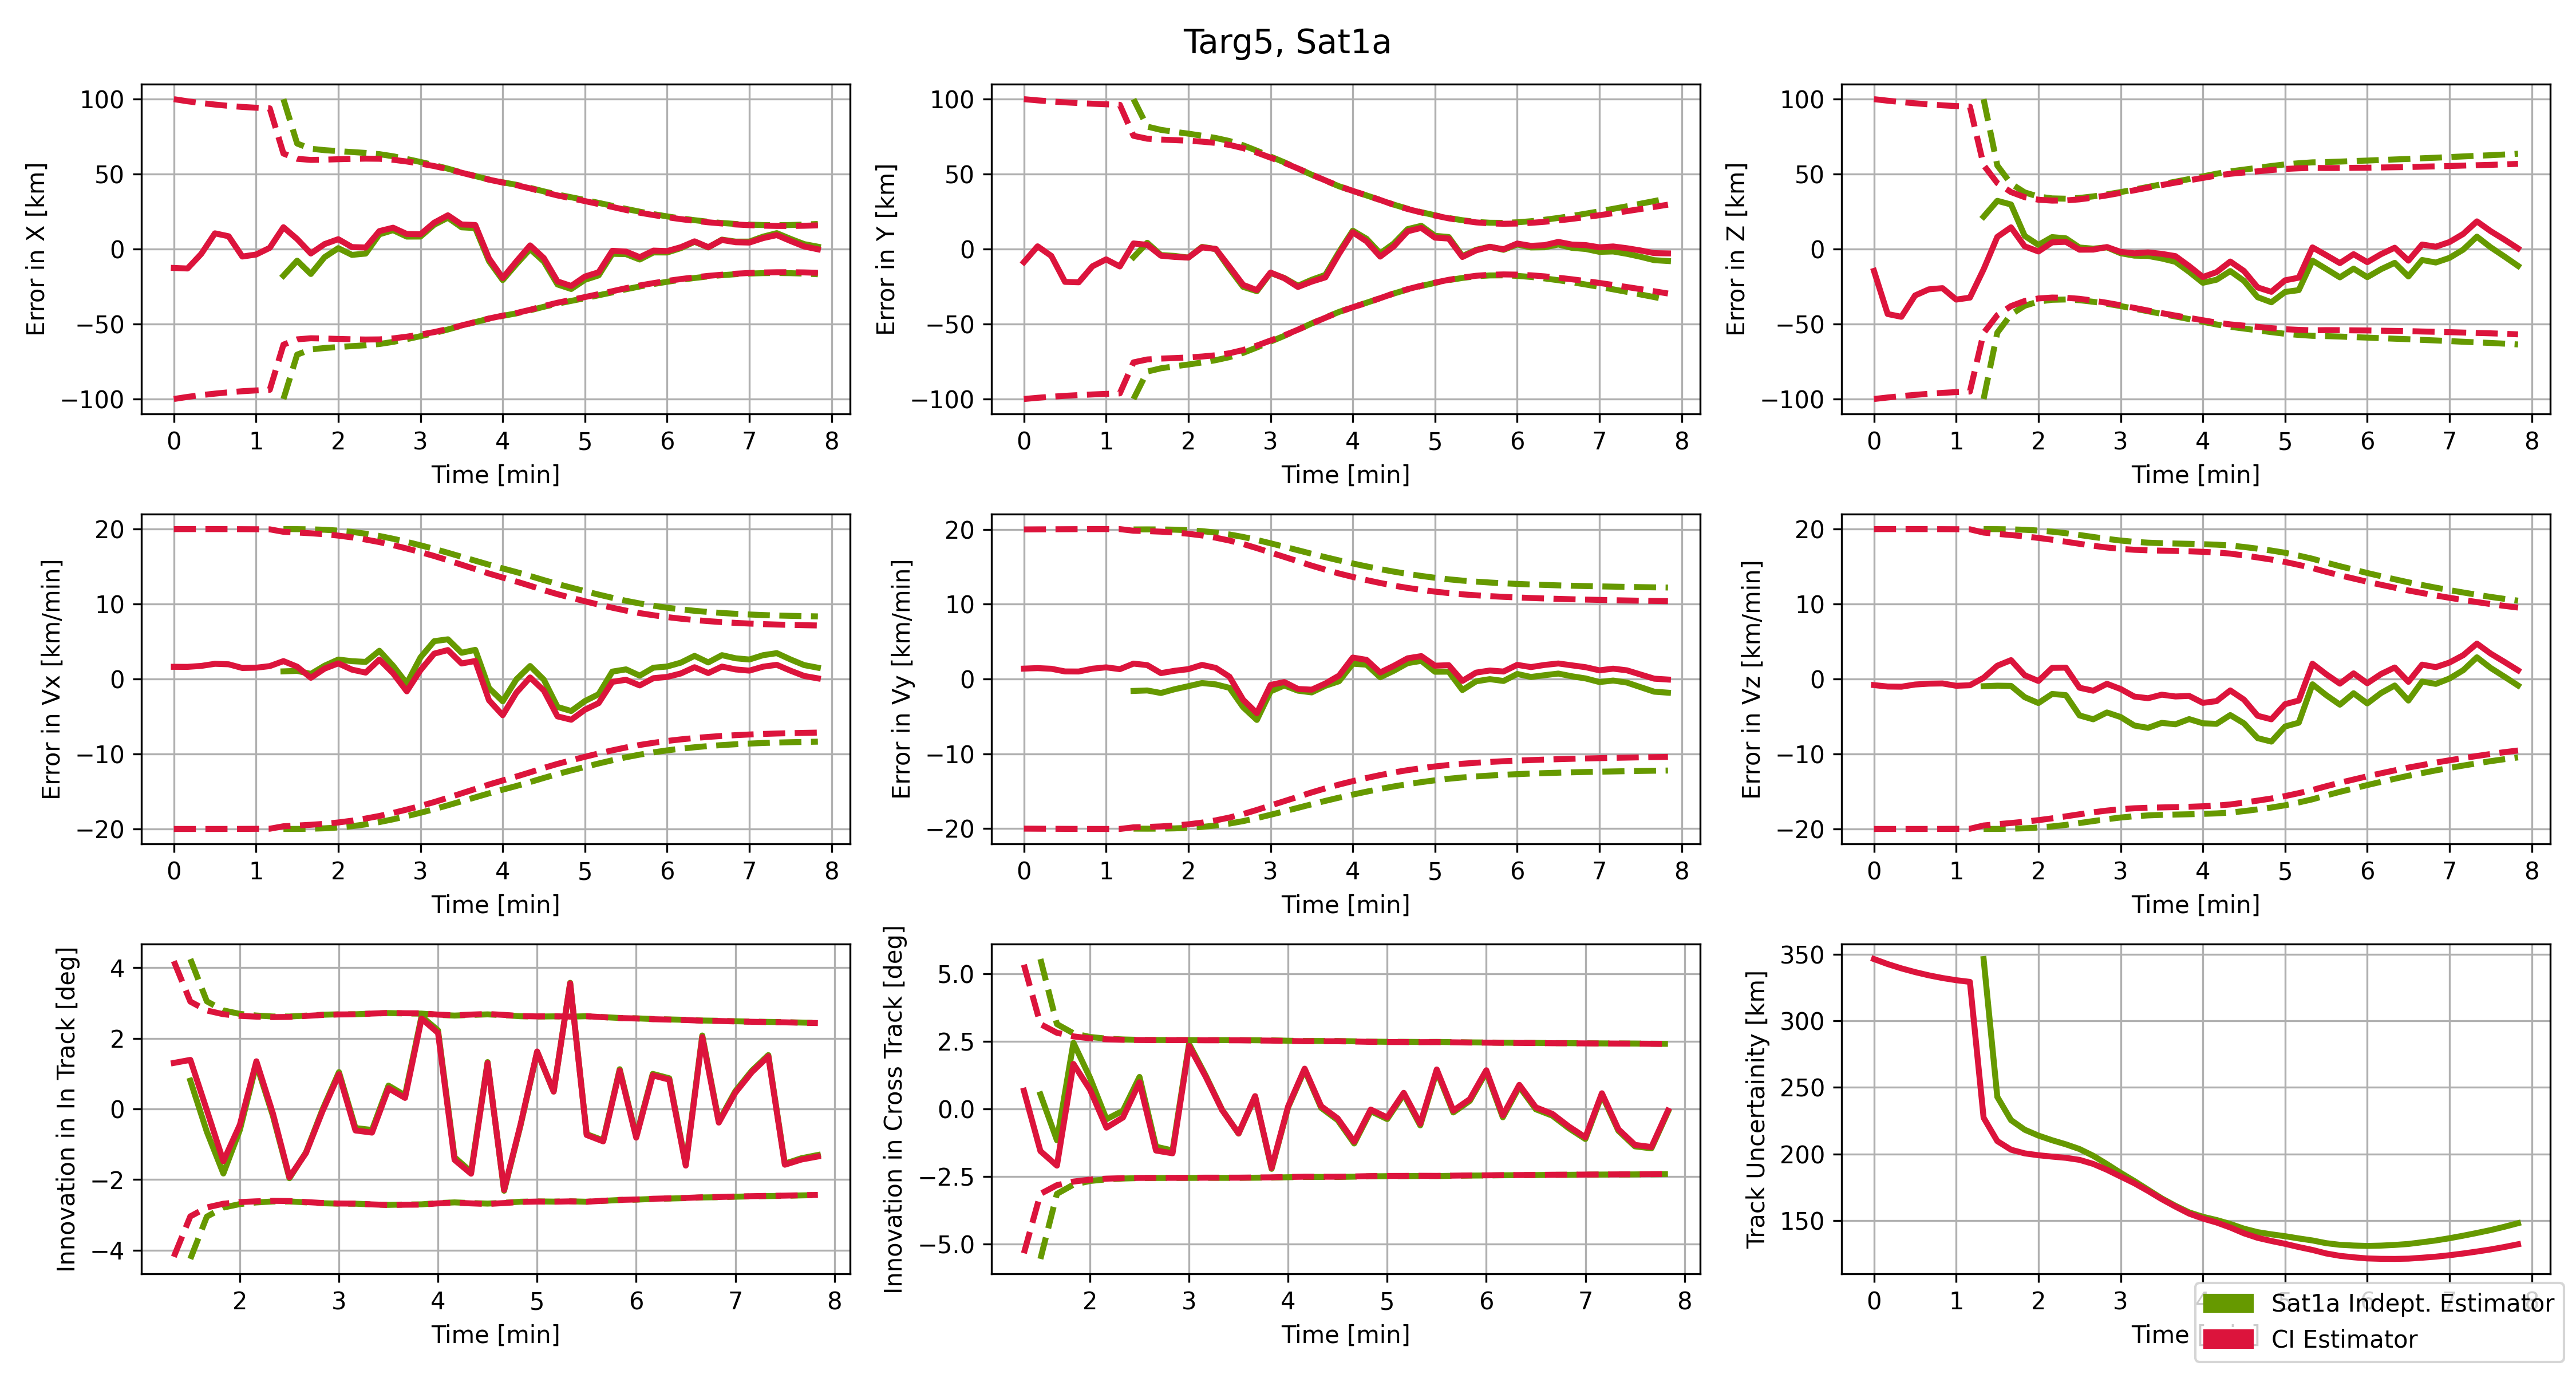 Targ5, Sat1a
Error in X [km]
100
50
0
−50
−100
0 1 2 3 4 5 6 7 8
Time [min]
Error in Y [km]
100
50
0
−50
−100
0 1 2 3 4 5 6 7 8
Time [min]
Error in Z [km]
100
50
0
−50
−100
0 1 2 3 4 5 6 7 8
Time [min]
Error in Vx [km/min]
20
10
0
−10
−20
0 1 2 3 4 5 6 7 8
Time [min]
Error in Vy [km/min]
20
10
0
−10
−20
0 1 2 3 4 5 6 7 8
Time [min]
Error in Vz [km/min]
20
10
0
−10
−20
0 1 2 3 4 5 6 7 8
Time [min]
Innovation in In Track [deg]
4
2
0
−2
−4
2 3 4 5 6 7 8
Time [min]
Innovation in Cross Track [deg]
5.0
2.5
0.0
−2.5
−5.0
2 3 4 5 6 7 8
Time [min]
Track Uncertainity [km]
350
300
250
200
150
0 1 2 3
Time
Sat1a Indept. Estimator
CI Estimator